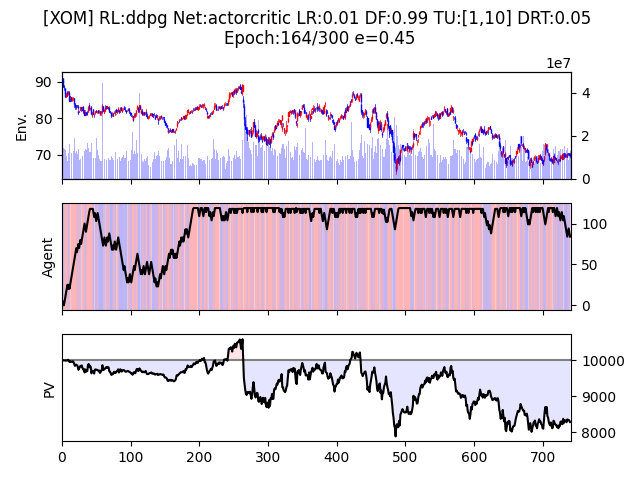 [XOM] RL:ddpg Net:actorcritic LR:0.01 DF:0.99 TU:[1,10] DRT:0.05
Epoch:164/300 e=0.45
1e7
90
80
70
Env.
4
2
0
Agent
100
50
0
PV
10000
9000
8000
0 100 200 300 400 500 600 700